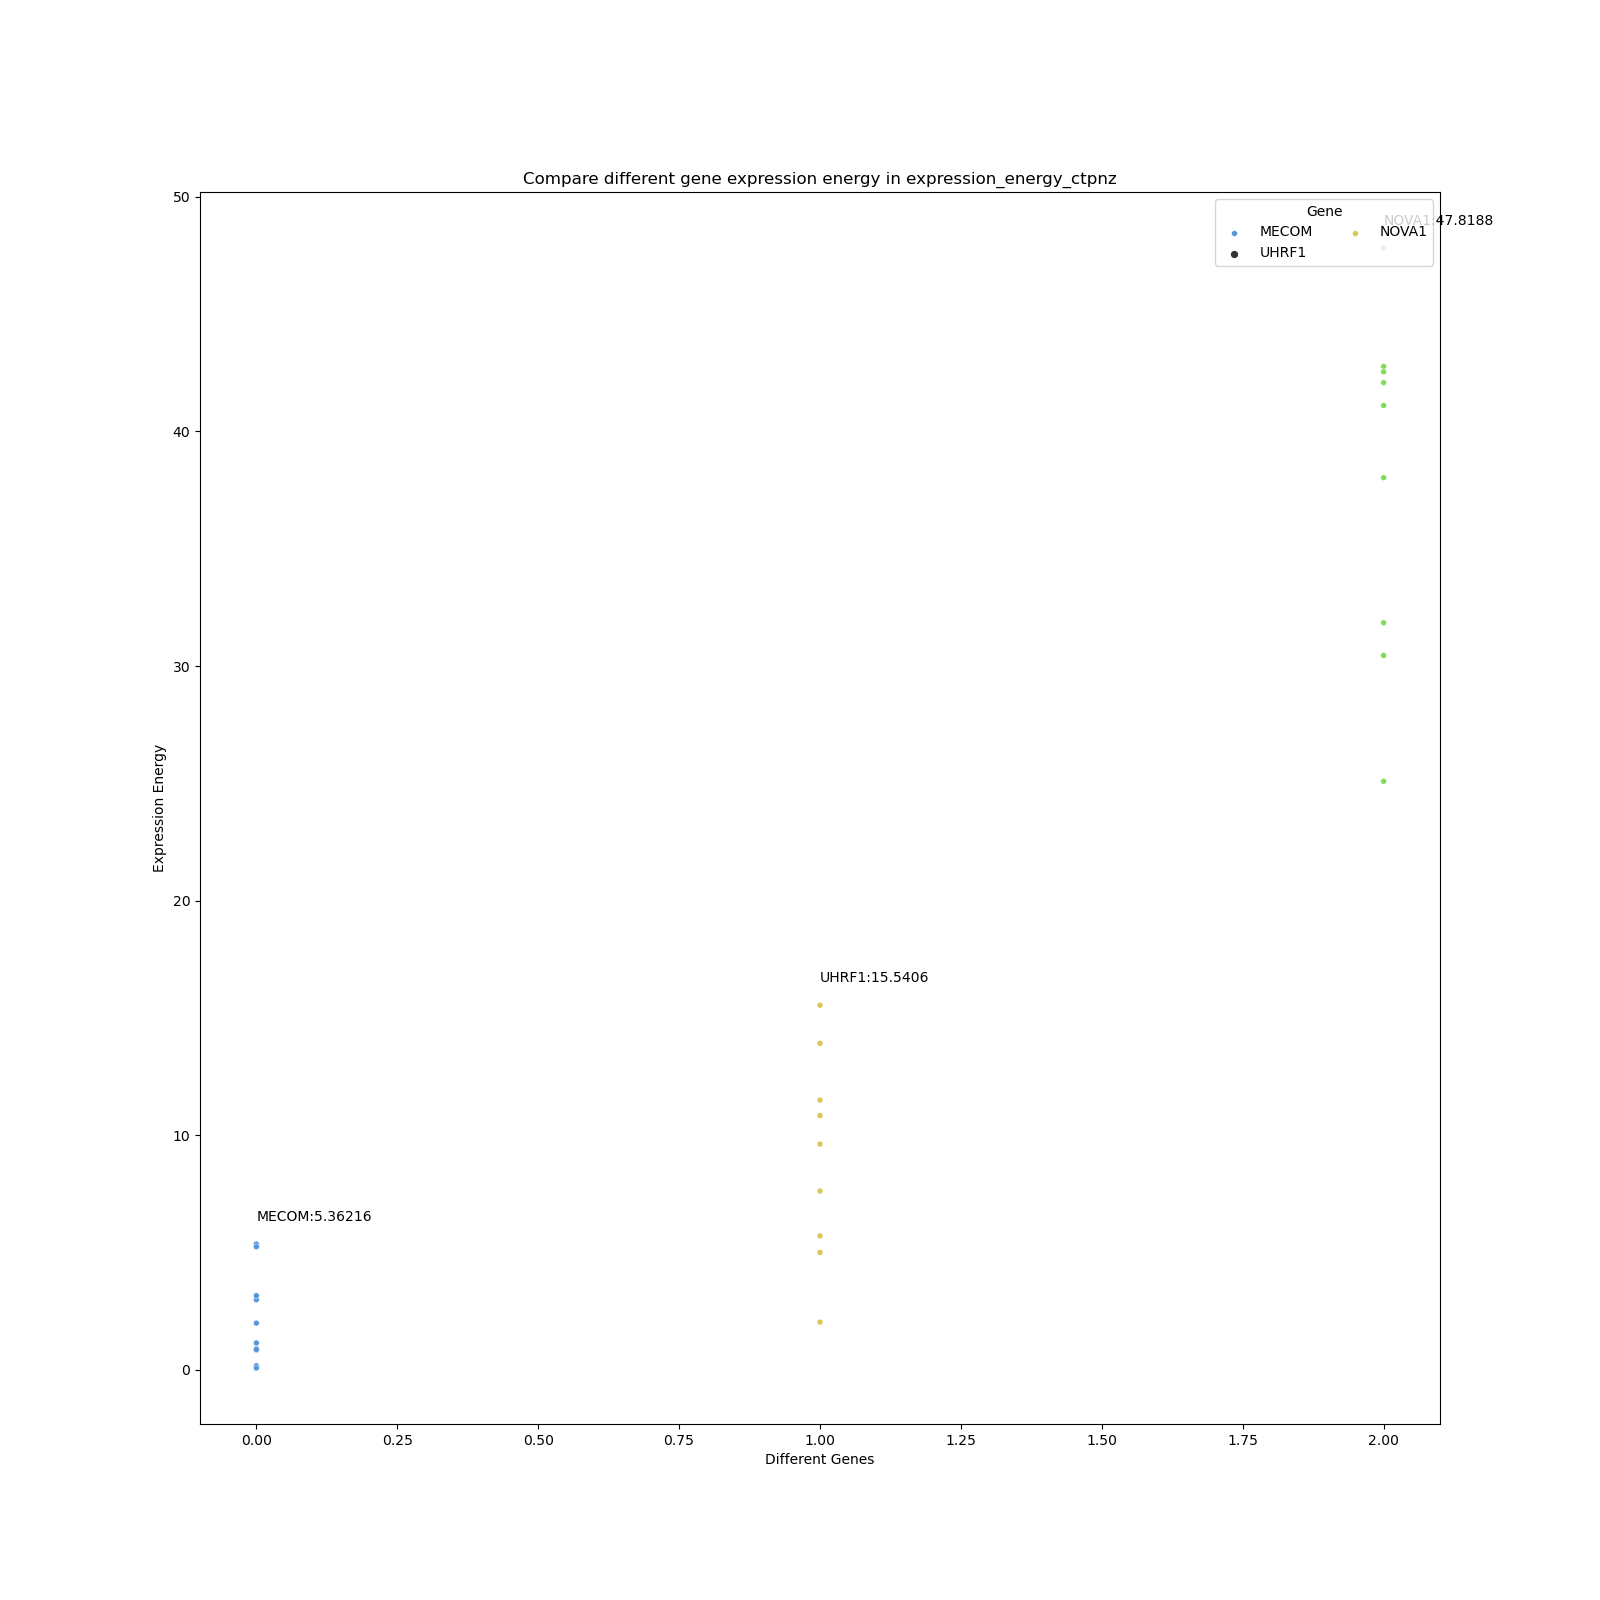 Compare different gene expression energy in expression_energy_ctpnz
50
40
30
20
10
0
Expression Energy
Gene
MECOM
UHRF1
NOVA1
NOVA1:47.8188
UHRF1:15.5406
MECOM:5.36216
0.00 0.25 0.50 0.75 1.00 1.25 1.50 1.75 2.00
Different Genes